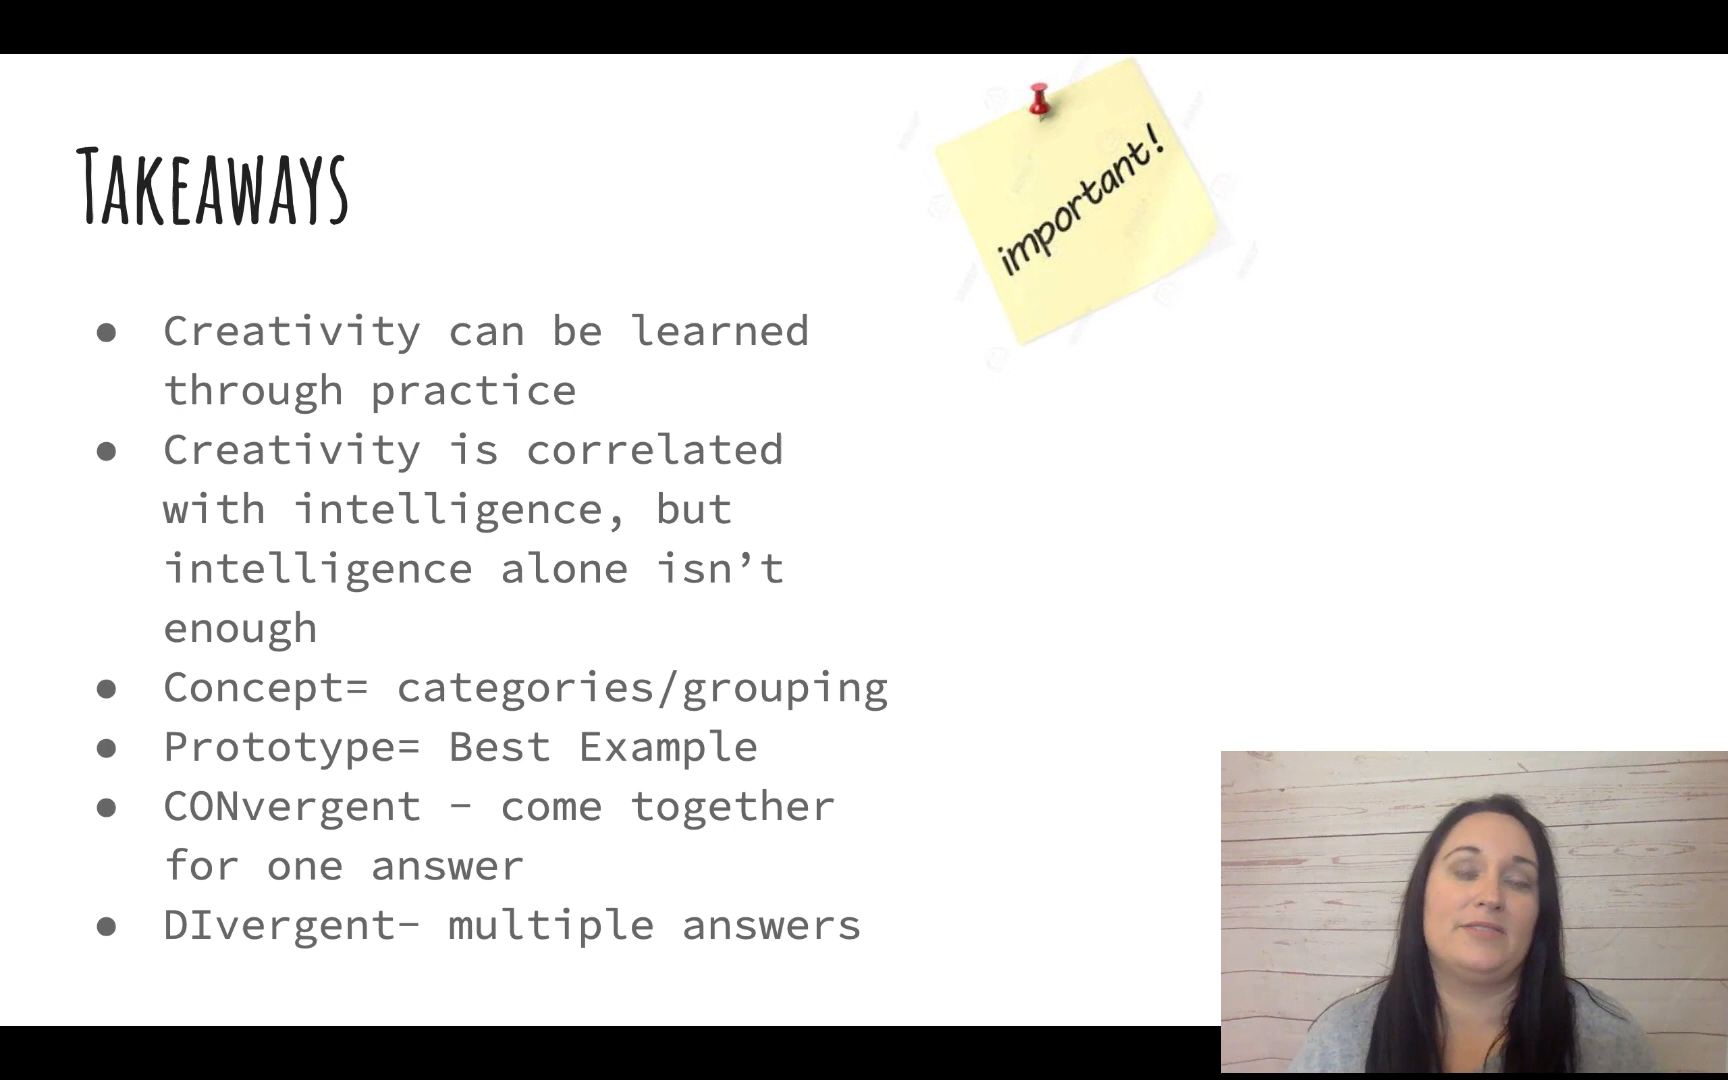 Takeaways
important!
● Creativity can be learned
through practice
● Creativity is correlated
with intelligence, but
intelligence alone isn’t
enough
● Concept= categories/grouping
● Prototype= Best Example
● CONvergent - come together
for one answer
● DIvergent- multiple answers